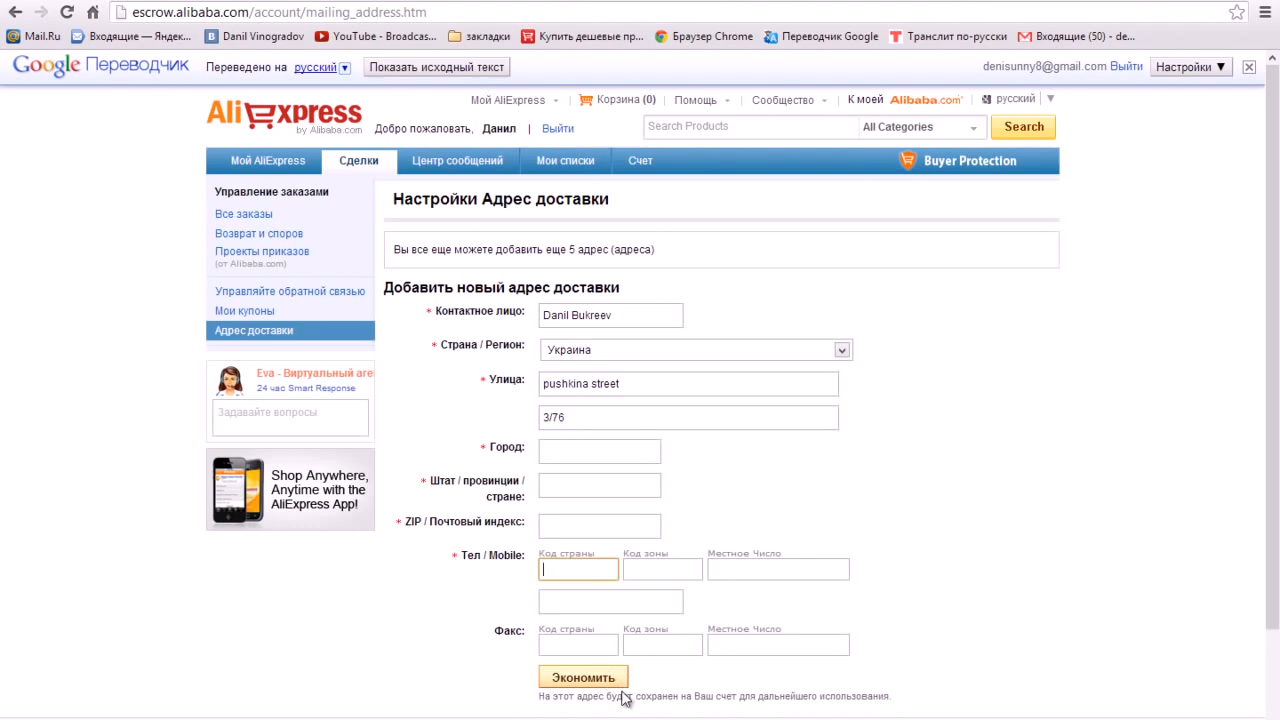 escrow.alibaba.com/account/mailing_address.htm
Mail.Ru Входящие — Яндек... Danil Vinogradov YouTube - Broadcas... закладки Купить дешевые пр... Браузер Chrome Переводчик Google Транслит по-русски Входящие (50) - de...
Google Переводчик Переведено на русский Показать исходный текст denisunny8@gmail.com Выйти Настройки ▼
Мой AliExpress Корзина (0) Помощь Сообщество К моей Alibaba.com русский
AliExpress
by Alibaba.com
Добро пожаловать, Данил | Выйти
Search Products All Categories Search
Мой AliExpress Сделки Центр сообщений Мои списки Счет Buyer Protection
Управление заказами
Все заказы
Возврат и споров
Проекты приказов
(от Alibaba.com)
Управляйте обратной связью
Мои купоны
Адрес доставки
Eva - Виртуальный аге
24 час Smart Response
Задавайте вопросы
Shop Anywhere,
Anytime with the
AliExpress App!
Настройки Адрес доставки
Вы все еще можете добавить еще 5 адрес (адреса)
Добавить новый адрес доставки
* Контактное лицо: Danil Bukreev
* Страна / Регион: Украина
* Улица: pushkina street
3/76
* Город:
* Штат / провинции /
стране:
* ZIP / Почтовый индекс:
* Тел / Mobile: Код страны Код зоны Местное Число
Факс: Код страны Код зоны Местное Число
Экономить
На этот адрес будет сохранен на Ваш счет для дальнейшего использования.